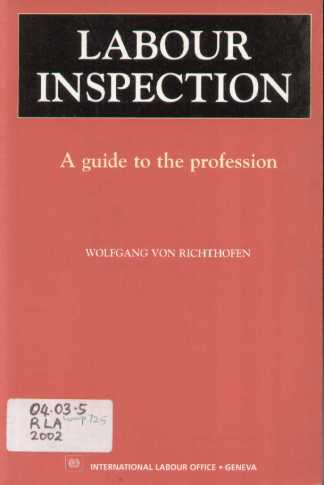 LABOUR
INSPECTION
A guide to the profession
WOLFGANG VON RICHTHOFEN
04.03.5
R LA
2002
INTERNATIONAL LABOUR OFFICE • GENEVA